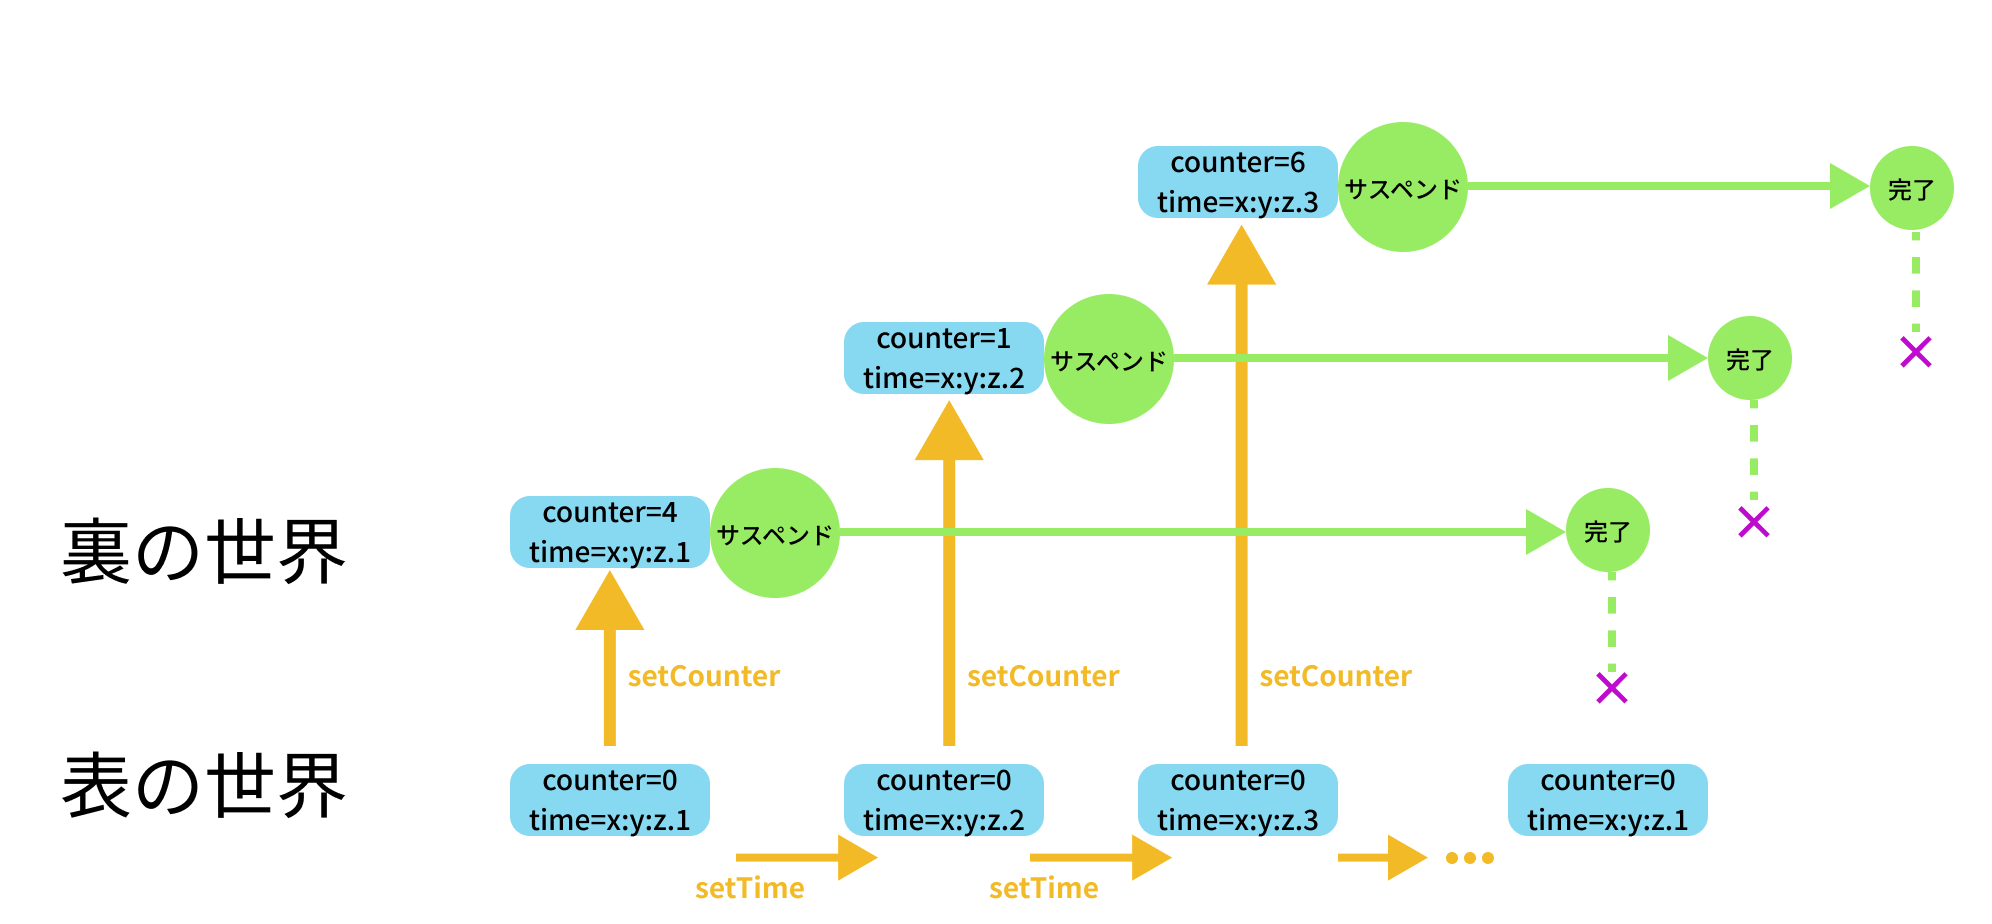 counter=6
time=x:y:z.3
サスペンド
完了
counter=1
time=x:y:z.2
サスペンド
完了
裏の世界
counter=4
time=x:y:z.1
サスペンド
完了
setCounter
setCounter
setCounter
表の世界
counter=0
time=x:y:z.1
counter=0
time=x:y:z.2
counter=0
time=x:y:z.3
counter=0
time=x:y:z.1
setTime
setTime